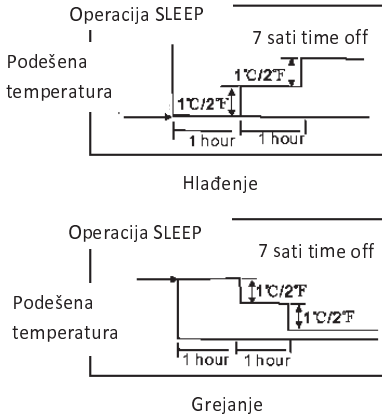 Operacija SLEEP
7 sati time off
Podešena
temperatura
1℃/2℉
1℃/2℉
1 hour
1 hour
Hlađenje
Operacija SLEEP
7 sati time off
Podešena
temperatura
1℃/2℉
1℃/2℉
1 hour
1 hour
Grejanje